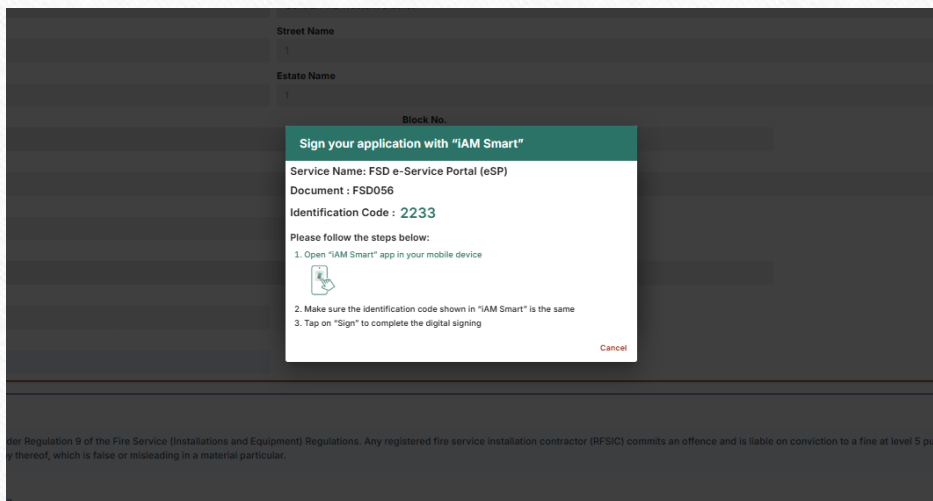 Street Name
1
Estate Name
1
Block No.
Sign your application with “iAM Smart”
Service Name: FSD e-Service Portal (eSP)
Document : FSD056
Identification Code : 2233
Please follow the steps below:
1. Open “iAM Smart” app in your mobile device
2. Make sure the identification code shown in “iAM Smart” is the same
3. Tap on “Sign” to complete the digital signing
Cancel
der Regulation 9 of the Fire Service (Installations and Equipment) Regulations. Any registered fire service installation contractor (RFSIC) commits an offence and is liable on conviction to a fine at level 5 pu
y thereof, which is false or misleading in a material particular.